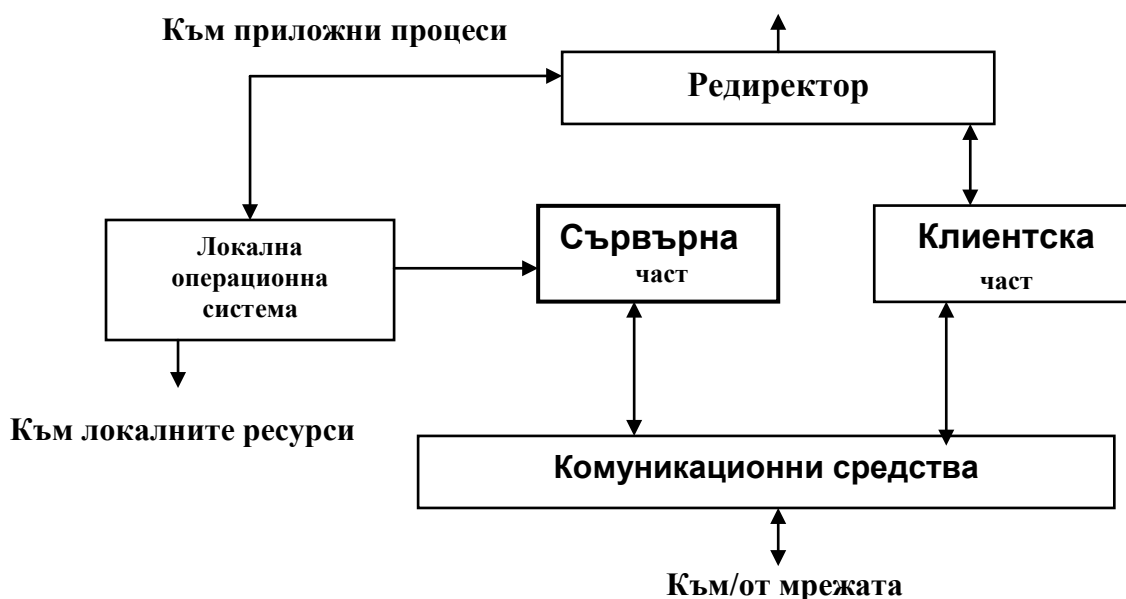 Към приложни процеси
Редиректор
Локална
операционна
система
Сървърна
част
Клиентска
част
Към локалните ресурси
Комуникационни средства
Към/от мрежата